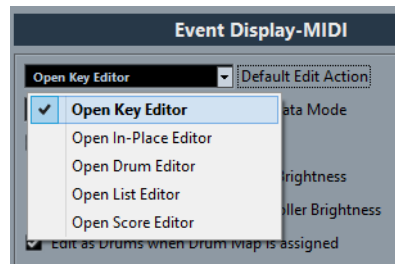 Event Display-MIDI
Open Key Editor Default Edit Action
Open Key Editor ata Mode
Open In-Place Editor
Open Drum Editor rightness
Open List Editor oller Brightness
Open Score Editor
Edit as Drums when Drum Map is assigned